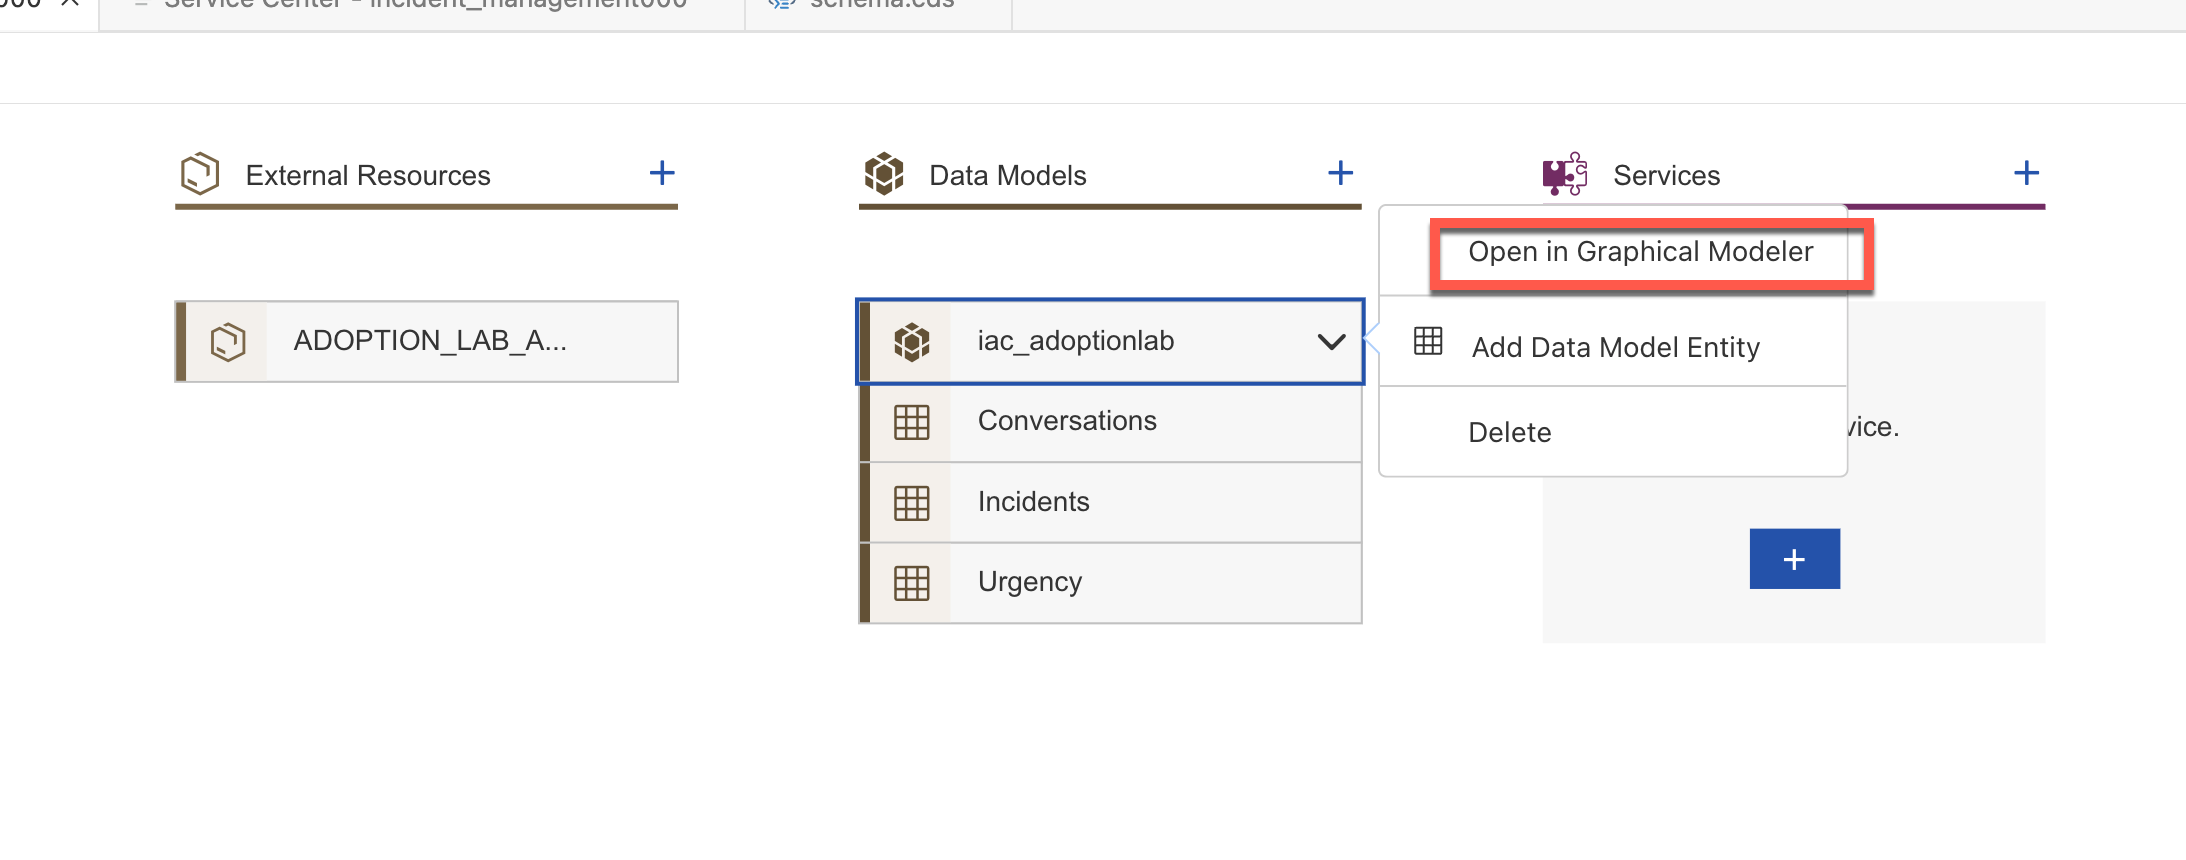 Service Center - incident_management000
schema.cds
External Resources
Data Models
Services
ADOPTION_LAB_A...
iac_adoptionlab
Conversations
Incidents
Urgency
Open in Graphical Modeler
Add Data Model Entity
Delete
vice.